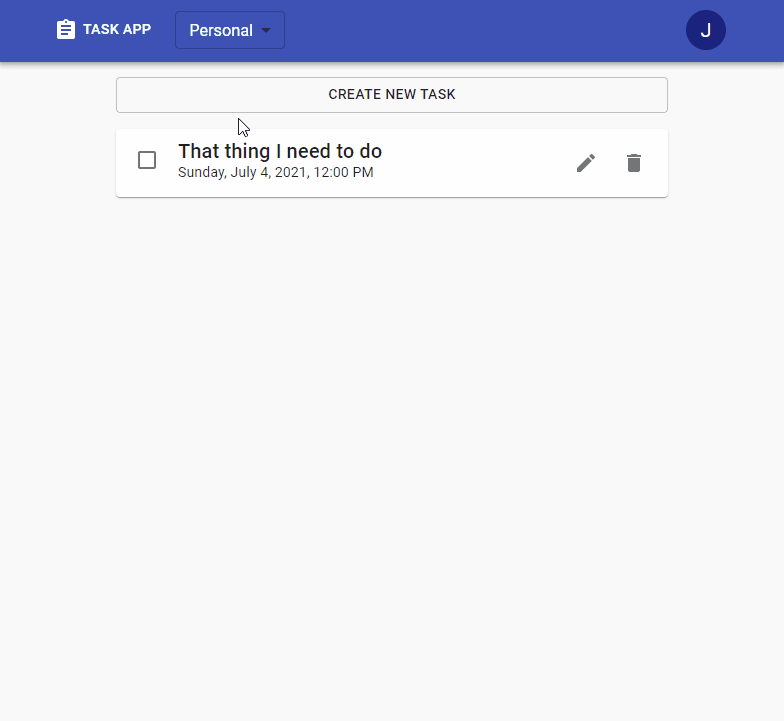 TASK APP
Personal
J
CREATE NEW TASK
That thing I need to do
Sunday, July 4, 2021, 12:00 PM